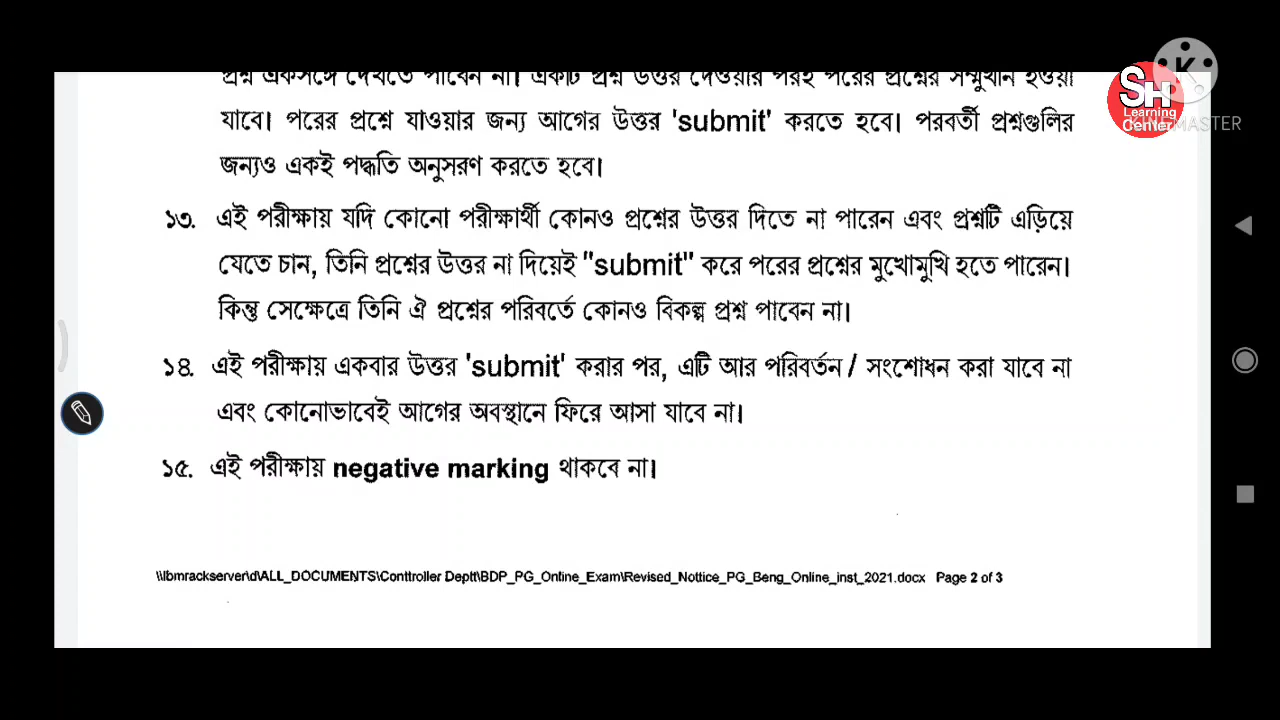 প্রশ্ন একসঙ্গে দেখতে পাবেন না। একটি প্রশ্ন উত্তর দেওয়ার পরই পরের প্রশ্নের সম্মুখীন হওয়া
যাবে। পরের প্রশ্নে যাওয়ার জন্য আগের উত্তর 'submit' করতে হবে। পরবর্তী প্রশ্নগুলির
জন্যও একই পদ্ধতি অনুসরণ করতে হবে।
১৩. এই পরীক্ষায় যদি কোনো পরীক্ষার্থী কোনও প্রশ্নের উত্তর দিতে না পারেন এবং প্রশ্নটি এড়িয়ে
যেতে চান, তিনি প্রশ্নের উত্তর না দিয়েই "submit" করে পরের প্রশ্নের মুখোমুখি হতে পারেন।
কিন্তু সেক্ষেত্রে তিনি ঐ প্রশ্নের পরিবর্তে কোনও বিকল্প প্রশ্ন পাবেন না।
১৪. এই পরীক্ষায় একবার উত্তর 'submit' করার পর, এটি আর পরিবর্তন / সংশোধন করা যাবে না
এবং কোনোভাবেই আগের অবস্থানে ফিরে আসা যাবে না।
১৫. এই পরীক্ষায় negative marking থাকবে না।
\\Ibmrackserver\d\ALL_DOCUMENTS\Conttroller Deptt\BDP_PG_Online_Exam\Revised_Nottice_PG_Beng_Online_inst_2021.docx Page 2 of 3
SH
Learning
Center
K
KINEMASTER